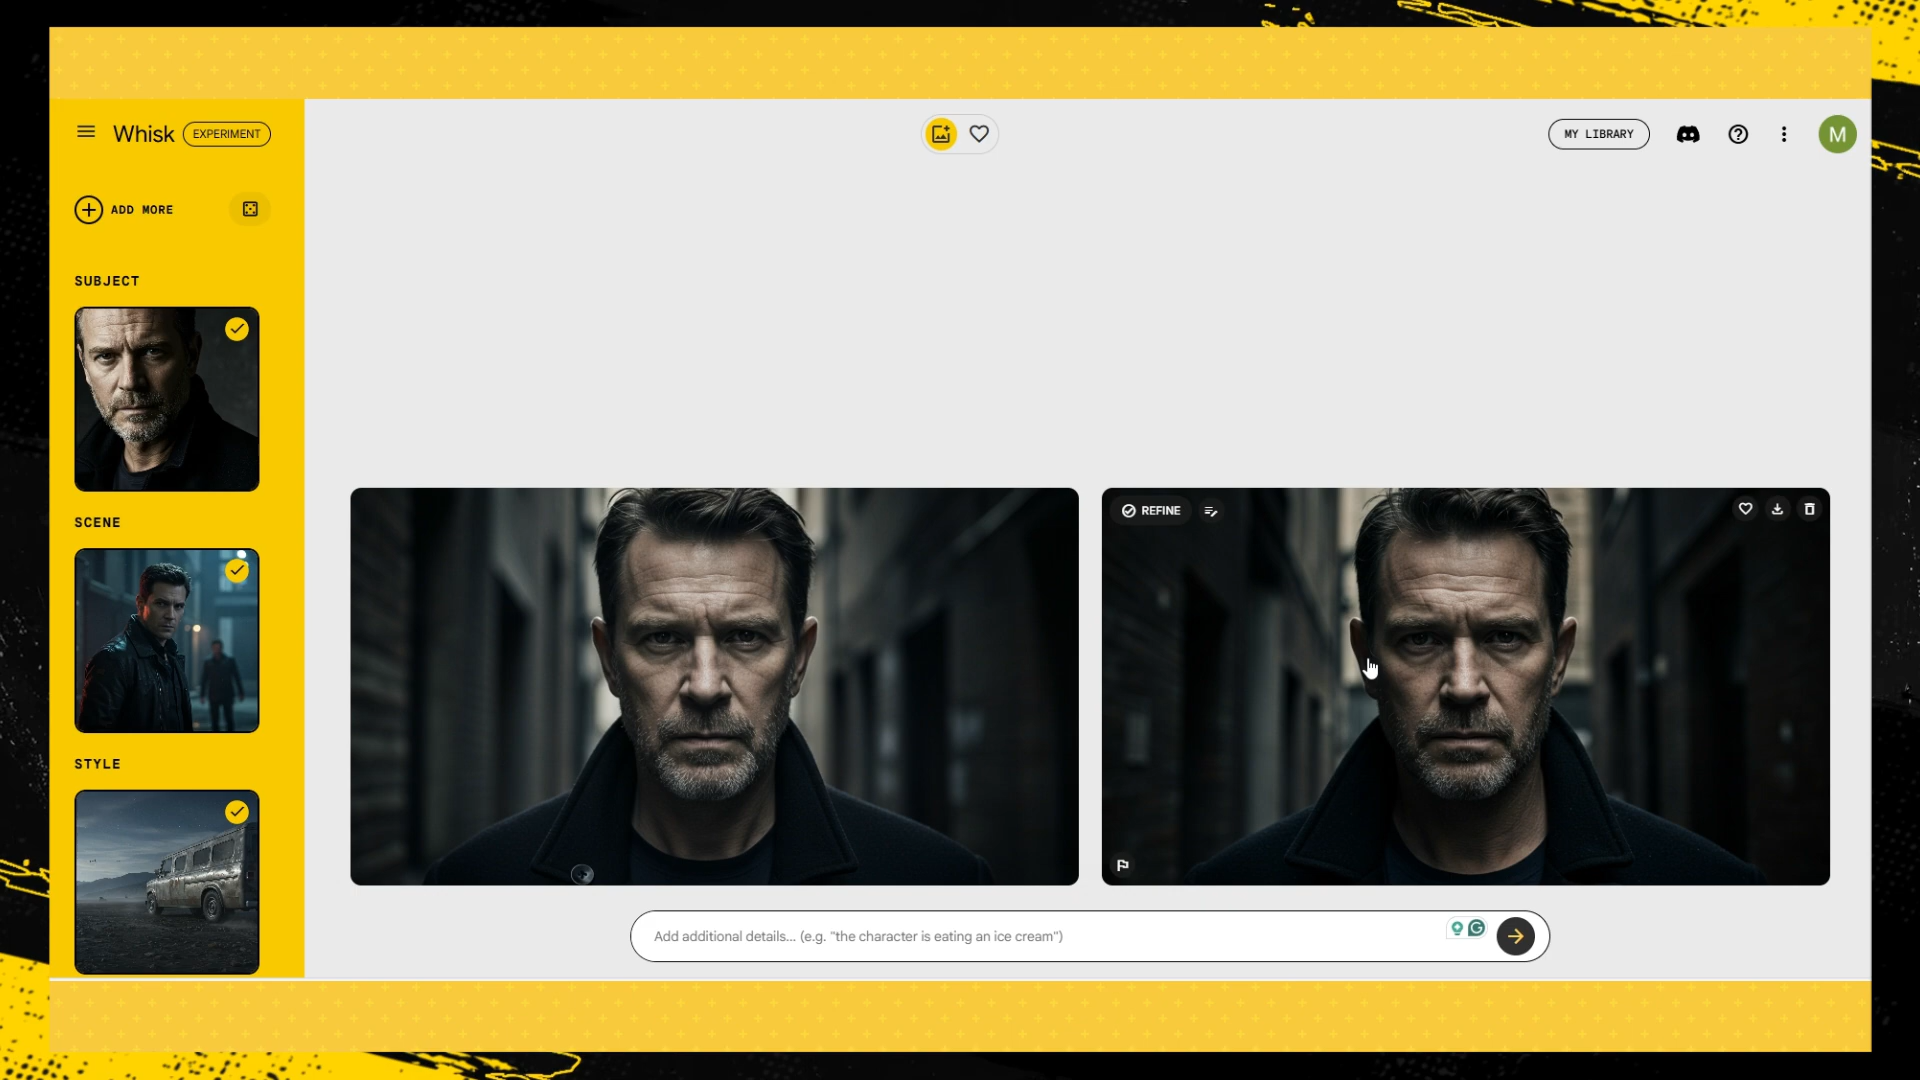 Whisk EXPERIMENT
MY LIBRARY
M
ADD MORE
SUBJECT
SCENE
STYLE
REFINE
Add additional details... (e.g. "the character is eating an ice cream")